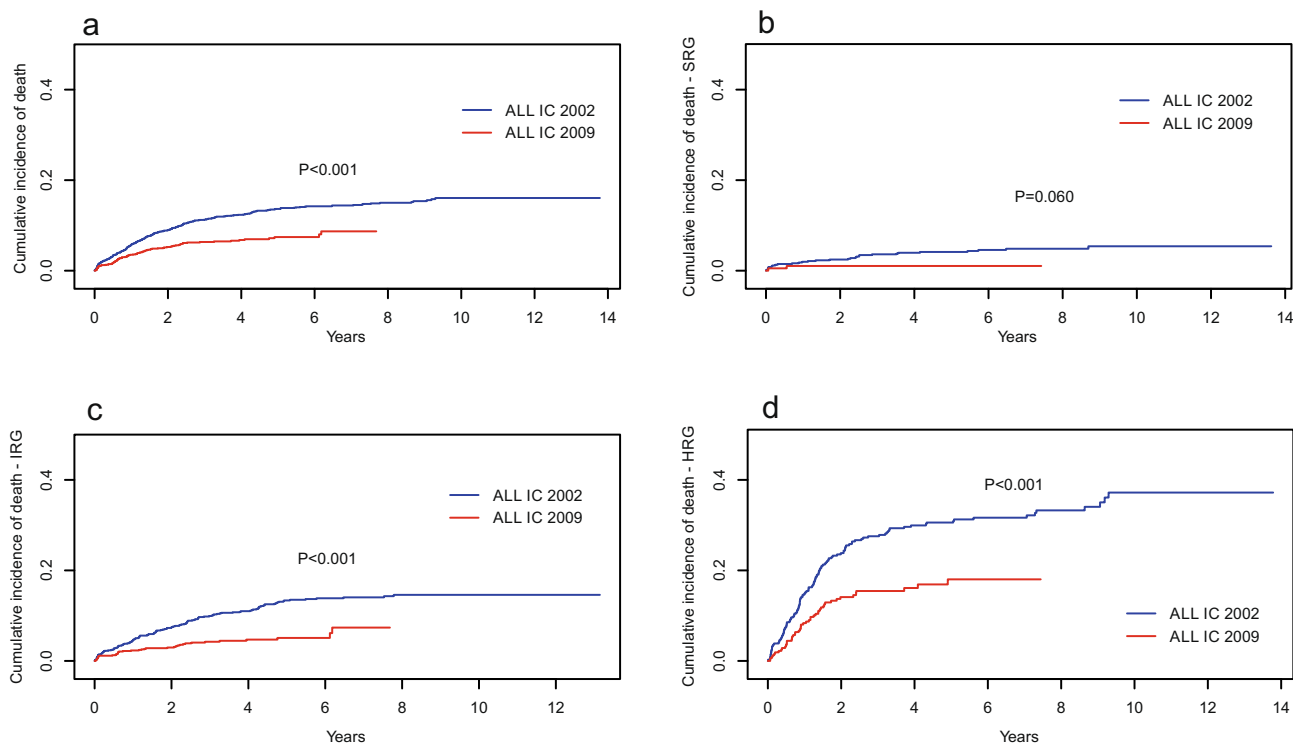 a
Cumulative incidence of death
0.4
0.2
0.0
ALL IC 2002
ALL IC 2009
P<0.001
0 2 4 6 8 10 12 14
Years
b
Cumulative incidence of death - SRG
0.4
0.2
0.0
ALL IC 2002
ALL IC 2009
P=0.060
0 2 4 6 8 10 12 14
Years
c
Cumulative incidence of death - IRG
0.4
0.2
0.0
ALL IC 2002
ALL IC 2009
P<0.001
0 2 4 6 8 10 12
Years
d
Cumulative incidence of death - HRG
0.4
0.2
0.0
P<0.001
ALL IC 2002
ALL IC 2009
0 2 4 6 8 10 12 14
Years